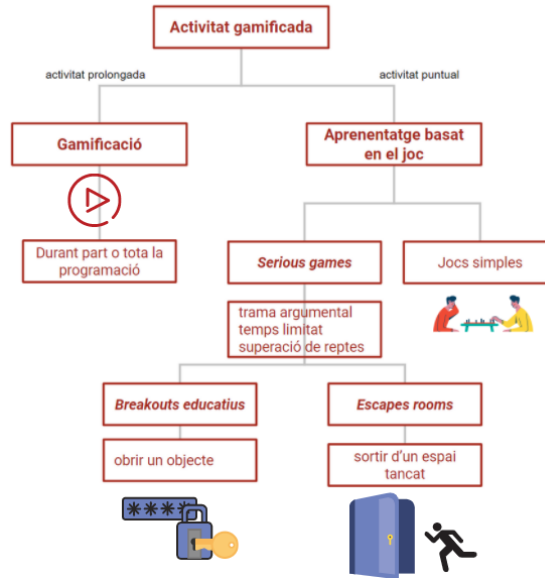 Activitat gamificada
activitat prolongada
activitat puntual
Gamificació
Aprenentatge basat
en el joc
Durant part o tota la
programació
Serious games
Jocs simples
trama argumental
temps limitat
superació de reptes
Breakouts educatius
Escapes rooms
obrir un objecte
sortir d'un espai
tancat
****